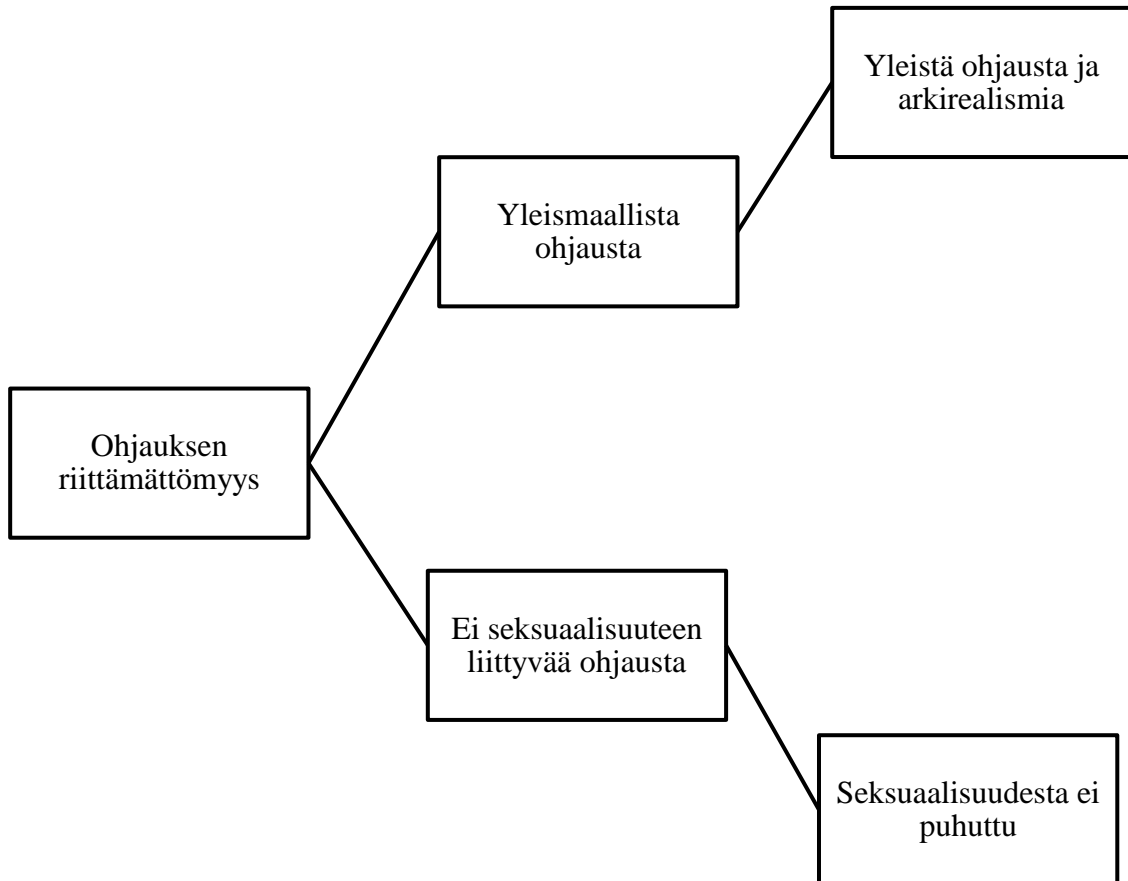 Yleistä ohjausta ja
arkirealismia
Yleismaallista
ohjausta
Ohjauksen
riittämättömyys
Ei seksuaalisuuteen
liittyvää ohjausta
Seksuaalisuudesta ei
puhuttu